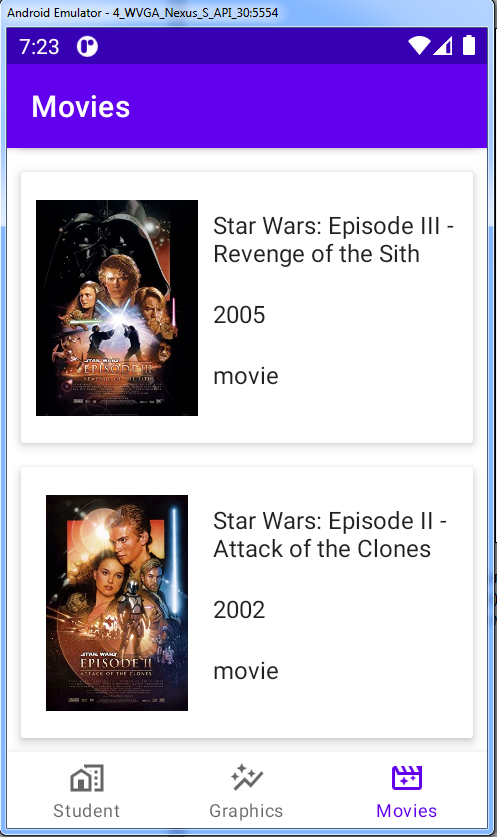 Android Emulator - 4_WVGA_Nexus_S_API_30:5554
7:23
Movies
STAR WARS
EPISODE III
REVENGE OF THE SITH
Star Wars: Episode III -
Revenge of the Sith
2005
movie
STAR WARS
EPISODE II
ATTACK OF THE CLONES
Star Wars: Episode II -
Attack of the Clones
2002
movie
Student
Graphics
Movies